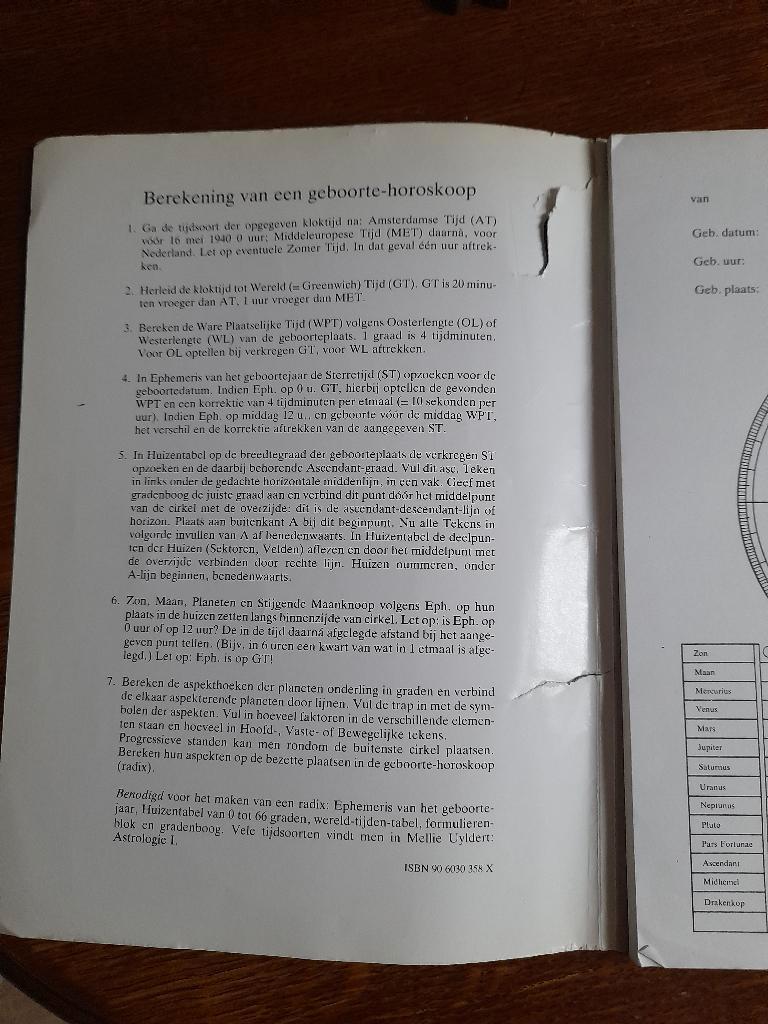 Berekening van een geboorte-horoskoop
1. Ga de tijdsoort der opgegeven kloktijd na: Amsterdamse Tijd (AT)
vóór 16 mei 1940 0 uur; Middeleuropese Tijd (MET) daarná, voor
Nederland. Let op eventuele Zomer Tijd. In dat geval één uur aftrek-
ken.
2. Herleid de kloktijd tot Wereld (= Greenwich) Tijd (GT). GT is 20 minu-
ten vroeger dan AT, 1 uur vroeger dan MET.
3. Bereken de Ware Plaatselijke Tijd (WPT) volgens Oosterlengte (OL) of
Westerlengte (WL) van de geboorteplaats. 1 graad is 4 tijdminuten.
Voor OL optellen bij verkregen GT, voor WL aftrekken.
4. In Ephemeris van het geboortejaar de Sterretijd (ST) opzoeken voor de
geboortedatum. Indien Eph. op 0 u. GT, hierbij optellen de gevonden
WPT en een korrektie van 4 tijdminuten per etmaal (= 10 sekonden per
uur). Indien Eph. op middag 12 u., en geboorte vóór de middag WPT,
het verschil en de korrektie aftrekken van de aangegeven ST.
5. In Huizentabel op de breedtegraad der geboorteplaats de verkregen ST
opzoeken en de daarbij behorende Ascendant-graad. Vul dit asc. Teken
in links onder de gedachte horizontale middenlijn, in een vak. Geef met
gradenboog de juiste graad aan en verbind dit punt dóór het middelpunt
van de cirkel met de overzijde: dit is de ascendant-descendant-lijn of
horizon. Plaats aan buitenkant A bij dit beginpunt. Nu alle Tekens in
volgorde invullen van A af benedenwaarts. In Huizentabel de deelpun-
ten der Huizen (Sektoren, Velden) aflezen en door het middelpunt met
de overzijde verbinden door rechte lijn. Huizen nummeren, onder
A-lijn beginnen, benedenwaarts.
6. Zon, Maan, Planeten en Stijgende Maanknoop volgens Eph. op hun
plaats in de huizen zetten langs binnenzijde van cirkel. Let op: is Eph. op
0 uur of op 12 uur? De in de tijd daarná afgelegde afstand bij het aange-
geven punt tellen. (Bijv. in 6 uren een kwart van wat in 1 etmaal is afge-
legd.) Let op: Eph. is op GT!
7. Bereken de aspekthoeken der planeten onderling in graden en verbind
de elkaar aspekterende planeten door lijnen. Vul de trap in met de sym-
bolen der aspekten. Vul in hoeveel faktoren in de verschillende elemen-
ten staan en hoeveel in Hoofd-, Vaste- of Bewegelijke tekens.
Progressieve standen kan men rondom de buitenste cirkel plaatsen.
Bereken hun aspekten op de bezette plaatsen in de geboorte-horoskoop
(radix).
Benodigd voor het maken van een radix: Ephemeris van het geboorte-
jaar, Huizentabel van 0 tot 66 graden, wereld-tijden-tabel, formulieren-
blok en gradenboog. Vele tijdsoorten vindt men in Mellie Uyldert:
Astrologie I.
ISBN 90 6030 358 X
van
Geb. datum:
Geb. uur:
Geb. plaats:
Zon
Maan
Mercurius
Venus
Mars
Jupiter
Saturnus
Uranus
Neptunus
Pluto
Pars Fortunae
Ascendant
Midhemel
Drakenkop